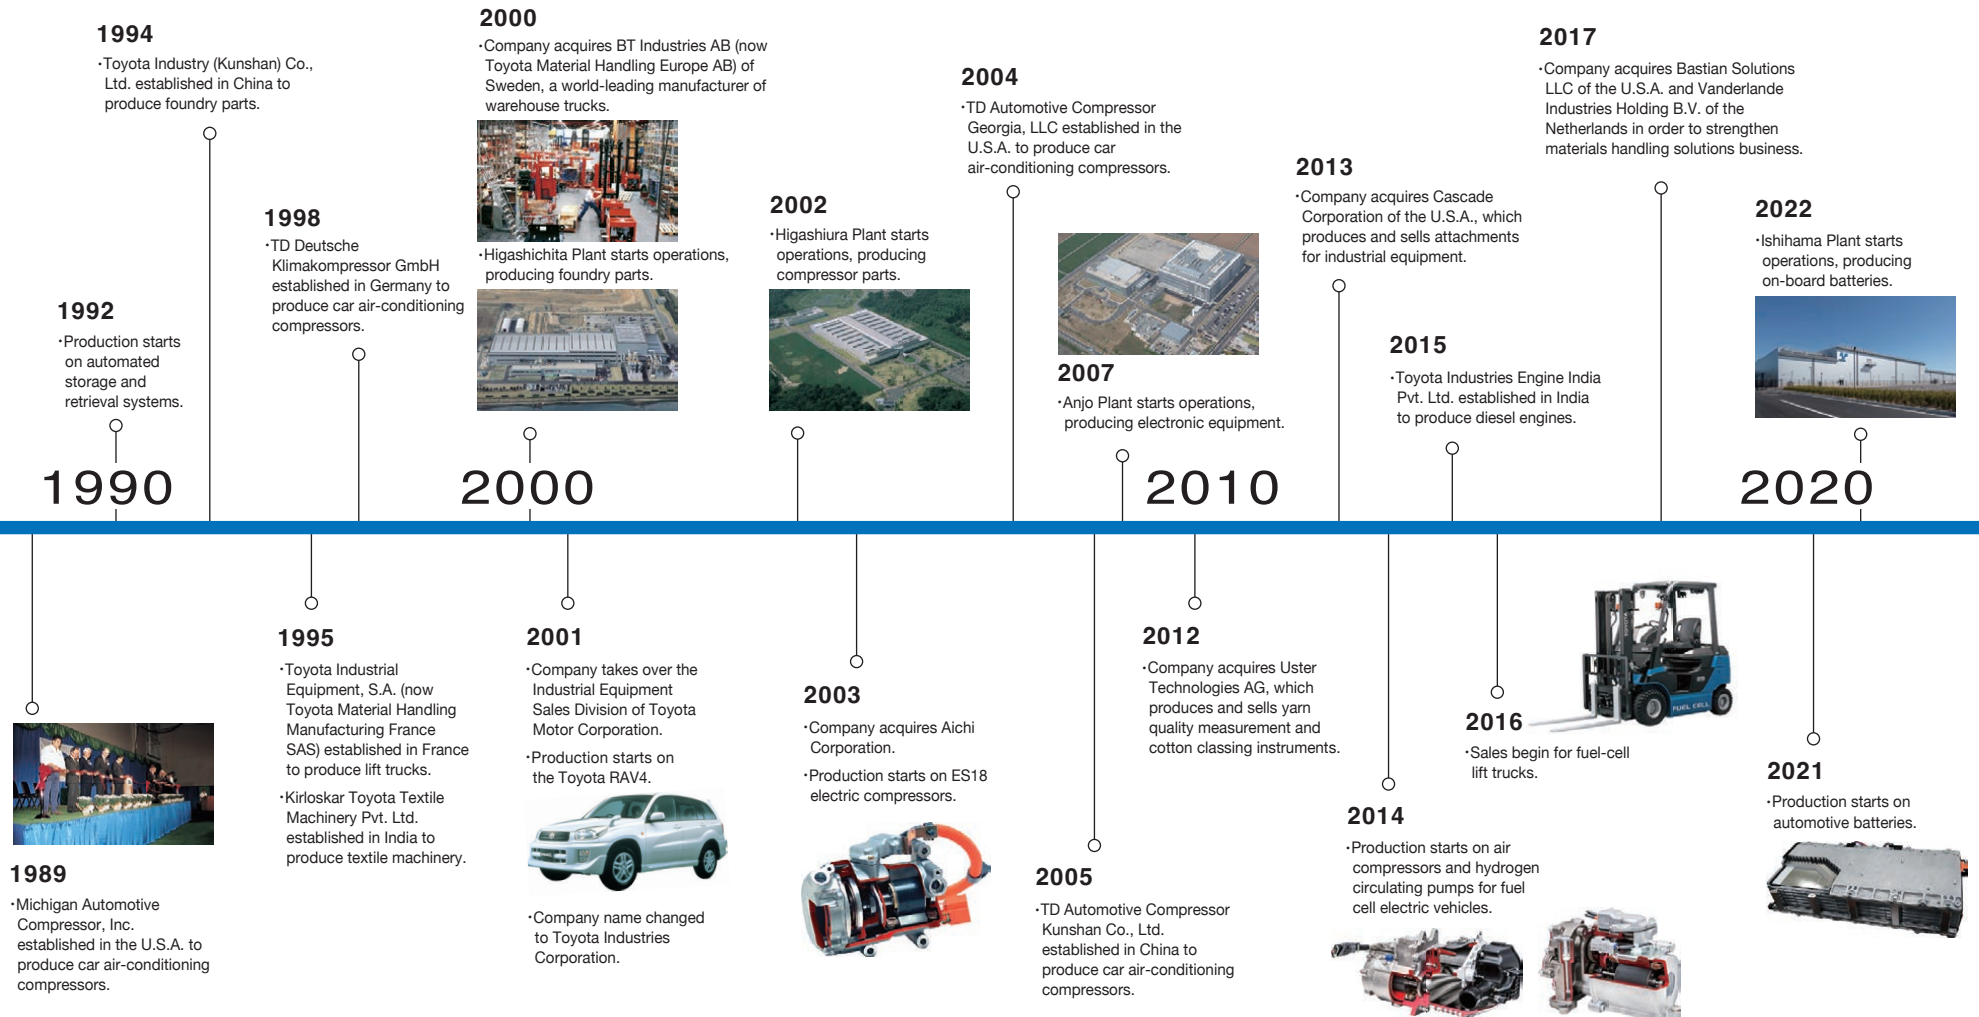 1994
·Toyota Industry (Kunshan) Co.,
Ltd. established in China to
produce foundry parts.
2000
·Company acquires BT Industries AB (now
Toyota Material Handling Europe AB) of
Sweden, a world-leading manufacturer of
warehouse trucks.
·Higashichita Plant starts operations,
producing foundry parts.
2004
·TD Automotive Compressor
Georgia, LLC established in the
U.S.A. to produce car
air-conditioning compressors.
2017
·Company acquires Bastian Solutions
LLC of the U.S.A. and Vanderlande
Industries Holding B.V. of the
Netherlands in order to strengthen
materials handling solutions business.
1998
·TD Deutsche
Klimakompressor GmbH
established in Germany to
produce car air-conditioning
compressors.
2002
·Higashiura Plant starts
operations, producing
compressor parts.
2013
·Company acquires Cascade
Corporation of the U.S.A., which
produces and sells attachments
for industrial equipment.
2022
·Ishihama Plant starts
operations, producing
on-board batteries.
1992
·Production starts
on automated
storage and
retrieval systems.
2007
·Anjo Plant starts operations,
producing electronic equipment.
2015
·Toyota Industries Engine India
Pvt. Ltd. established in India
to produce diesel engines.
1990
2000
2010
2020
1989
·Michigan Automotive
Compressor, Inc.
established in the U.S.A. to
produce car air-conditioning
compressors.
1995
·Toyota Industrial
Equipment, S.A. (now
Toyota Material Handling
Manufacturing France
SAS) established in France
to produce lift trucks.
·Kirloskar Toyota Textile
Machinery Pvt. Ltd.
established in India to
produce textile machinery.
2001
·Company takes over the
Industrial Equipment
Sales Division of Toyota
Motor Corporation.
·Production starts on
the Toyota RAV4.
·Company name changed
to Toyota Industries
Corporation.
2003
·Company acquires Aichi
Corporation.
·Production starts on ES18
electric compressors.
2005
·TD Automotive Compressor
Kunshan Co., Ltd.
established in China to
produce car air-conditioning
compressors.
2012
·Company acquires Uster
Technologies AG, which
produces and sells yarn
quality measurement and
cotton classing instruments.
2014
·Production starts on air
compressors and hydrogen
circulating pumps for fuel
cell electric vehicles.
2016
·Sales begin for fuel-cell
lift trucks.
FUEL CELL
2021
·Production starts on
automotive batteries.